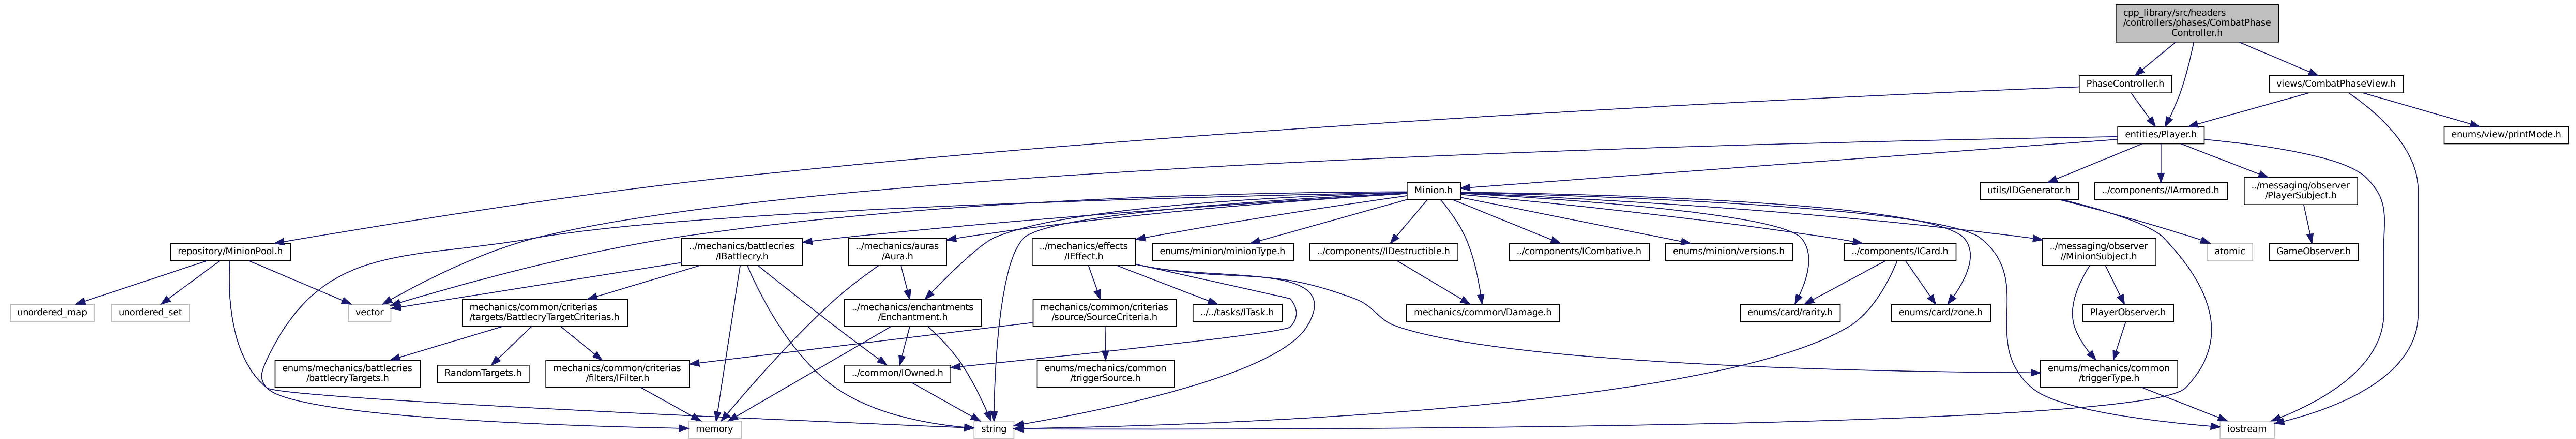 cpp_library/src/headers
/controllers/phases/CombatPhase
Controller.h
PhaseController.h
views/CombatPhaseView.h
entities/Player.h
enums/view/printMode.h
Minion.h
utils/IDGenerator.h
../components//IArmored.h
../messaging/observer
/PlayerSubject.h
repository/MinionPool.h
../mechanics/battlecries
/IBattlecry.h
../mechanics/auras
/Aura.h
../mechanics/effects
/IEffect.h
enums/minion/minionType.h
../components//IDestructible.h
../components/ICombative.h
enums/minion/versions.h
../components/ICard.h
../messaging/observer
//MinionSubject.h
atomic
GameObserver.h
unordered_map
unordered_set
vector
mechanics/common/criterias
/targets/BattlecryTargetCriterias.h
../mechanics/enchantments
/Enchantment.h
mechanics/common/criterias
/source/SourceCriteria.h
../../tasks/ITask.h
mechanics/common/Damage.h
enums/card/rarity.h
enums/card/zone.h
PlayerObserver.h
enums/mechanics/battlecries
/battlecryTargets.h
RandomTargets.h
mechanics/common/criterias
/filters/IFilter.h
../common/IOwned.h
enums/mechanics/common
/triggerSource.h
enums/mechanics/common
/triggerType.h
memory
string
iostream